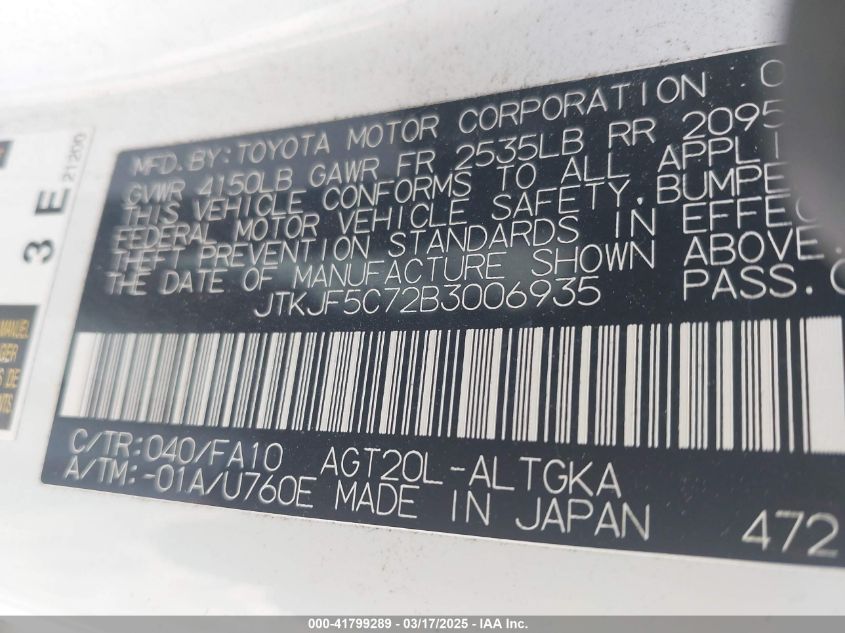 MFD. BY: TOYOTA MOTOR CORPORATION
GVWR 4150LB GAWR FR 2535LB RR 2095
THIS VEHICLE CONFORMS TO ALL APPLI
FEDERAL MOTOR VEHICLE SAFETY, BUMPE
THEFT PREVENTION STANDARDS IN EFFEC
THE DATE OF MANUFACTURE SHOWN ABOVE.
JTKJF5C72B3006935 PASS.C
C/TR:040/FA10 AGT20L-ALTGKA
A/TM:-01A/U760E MADE IN JAPAN 472
3 E 21200
MANUEL
000-41799289 — 03/17/2025 — IAA Inc.